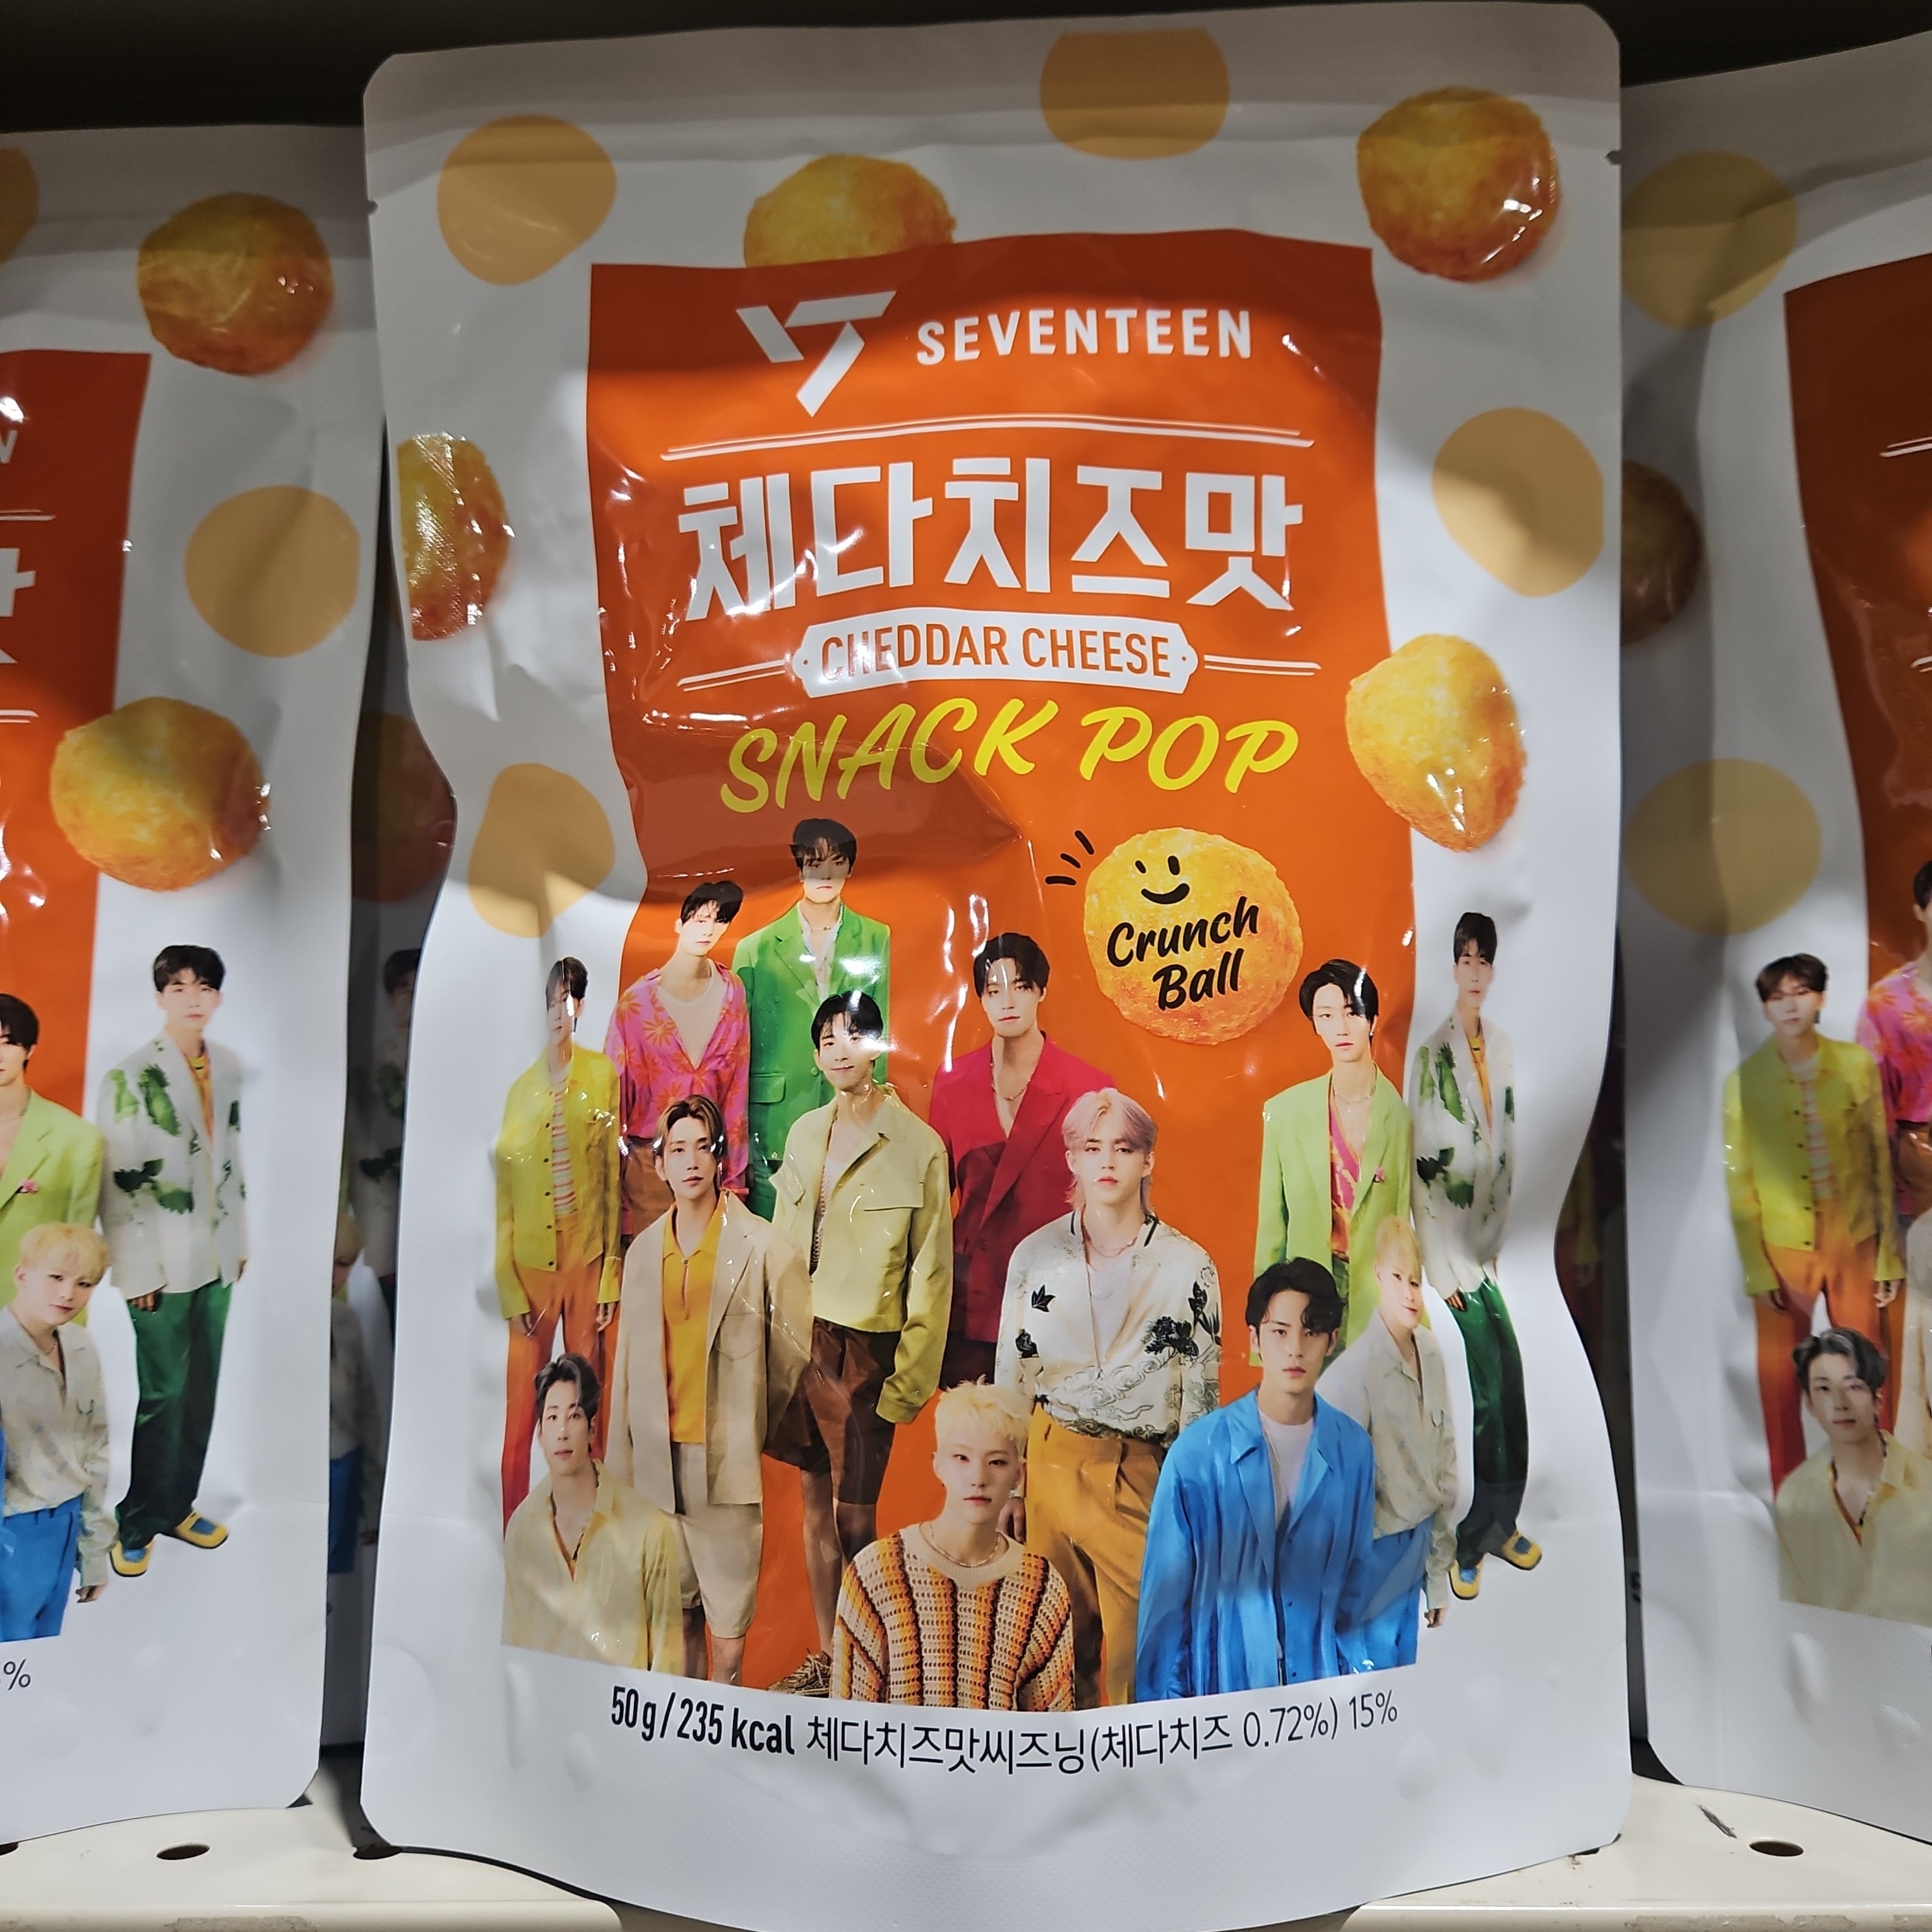 SEVENTEEN
체다치즈맛
CHEDDAR CHEESE
SNACK POP
Crunch
Ball
50g/235 kcal 체다치즈맛씨즈닝(체다치즈 0.72%) 15%